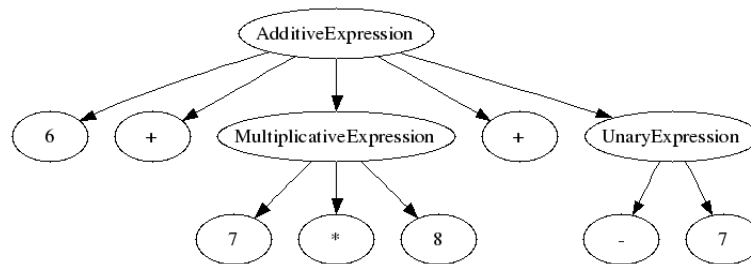 AdditiveExpression
6 + MultiplicativeExpression + UnaryExpression
7 * 8 - 7